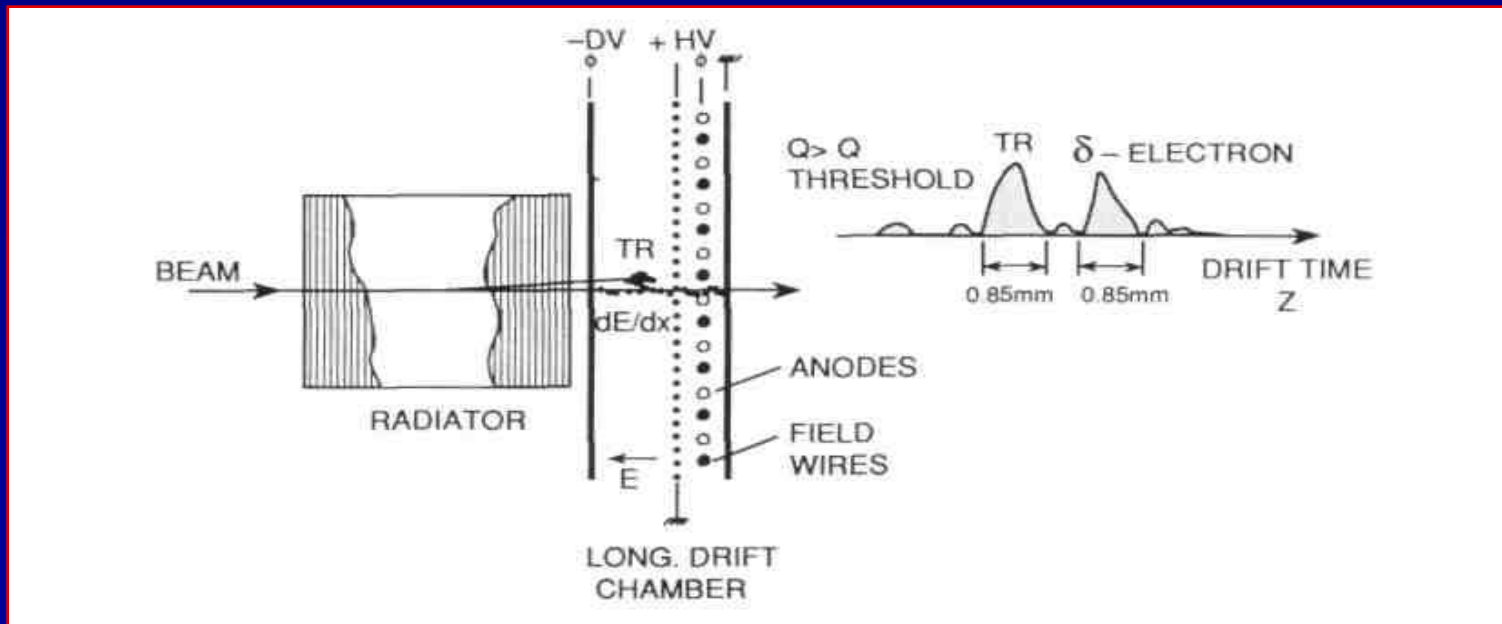 –DV + HV
Q> Q
THRESHOLD
TR
δ – ELECTRON
TR
BEAM
DRIFT TIME
Z
0.85mm 0.85mm
dE/dx
ANODES
RADIATOR
FIELD
WIRES
E
LONG. DRIFT
CHAMBER